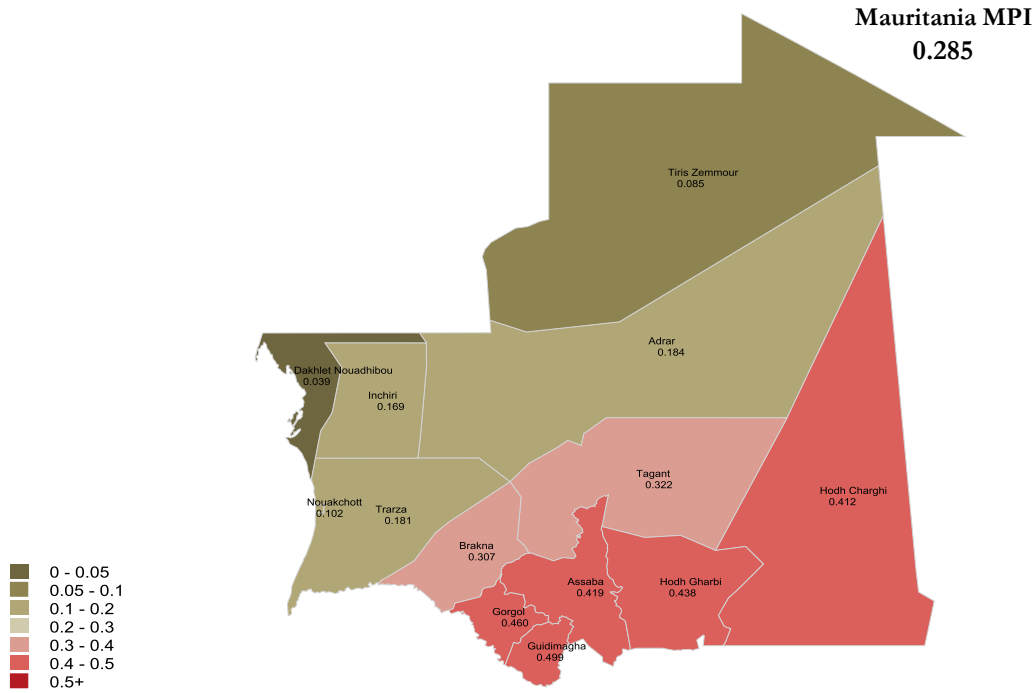 Mauritania MPI
0.285
Tiris Zemmour
0.085
Adrar
0.184
Dakhlet Nouadhibou
0.039
Inchiri
0.169
Tagant
0.322
Hodh Charghi
0.412
Nouakchott
0.102
Trarza
0.181
Brakna
0.307
Assaba
0.419
Hodh Gharbi
0.438
Gorgol
0.460
Guidimagha
0.499
0 - 0.05
0.05 - 0.1
0.1 - 0.2
0.2 - 0.3
0.3 - 0.4
0.4 - 0.5
0.5+